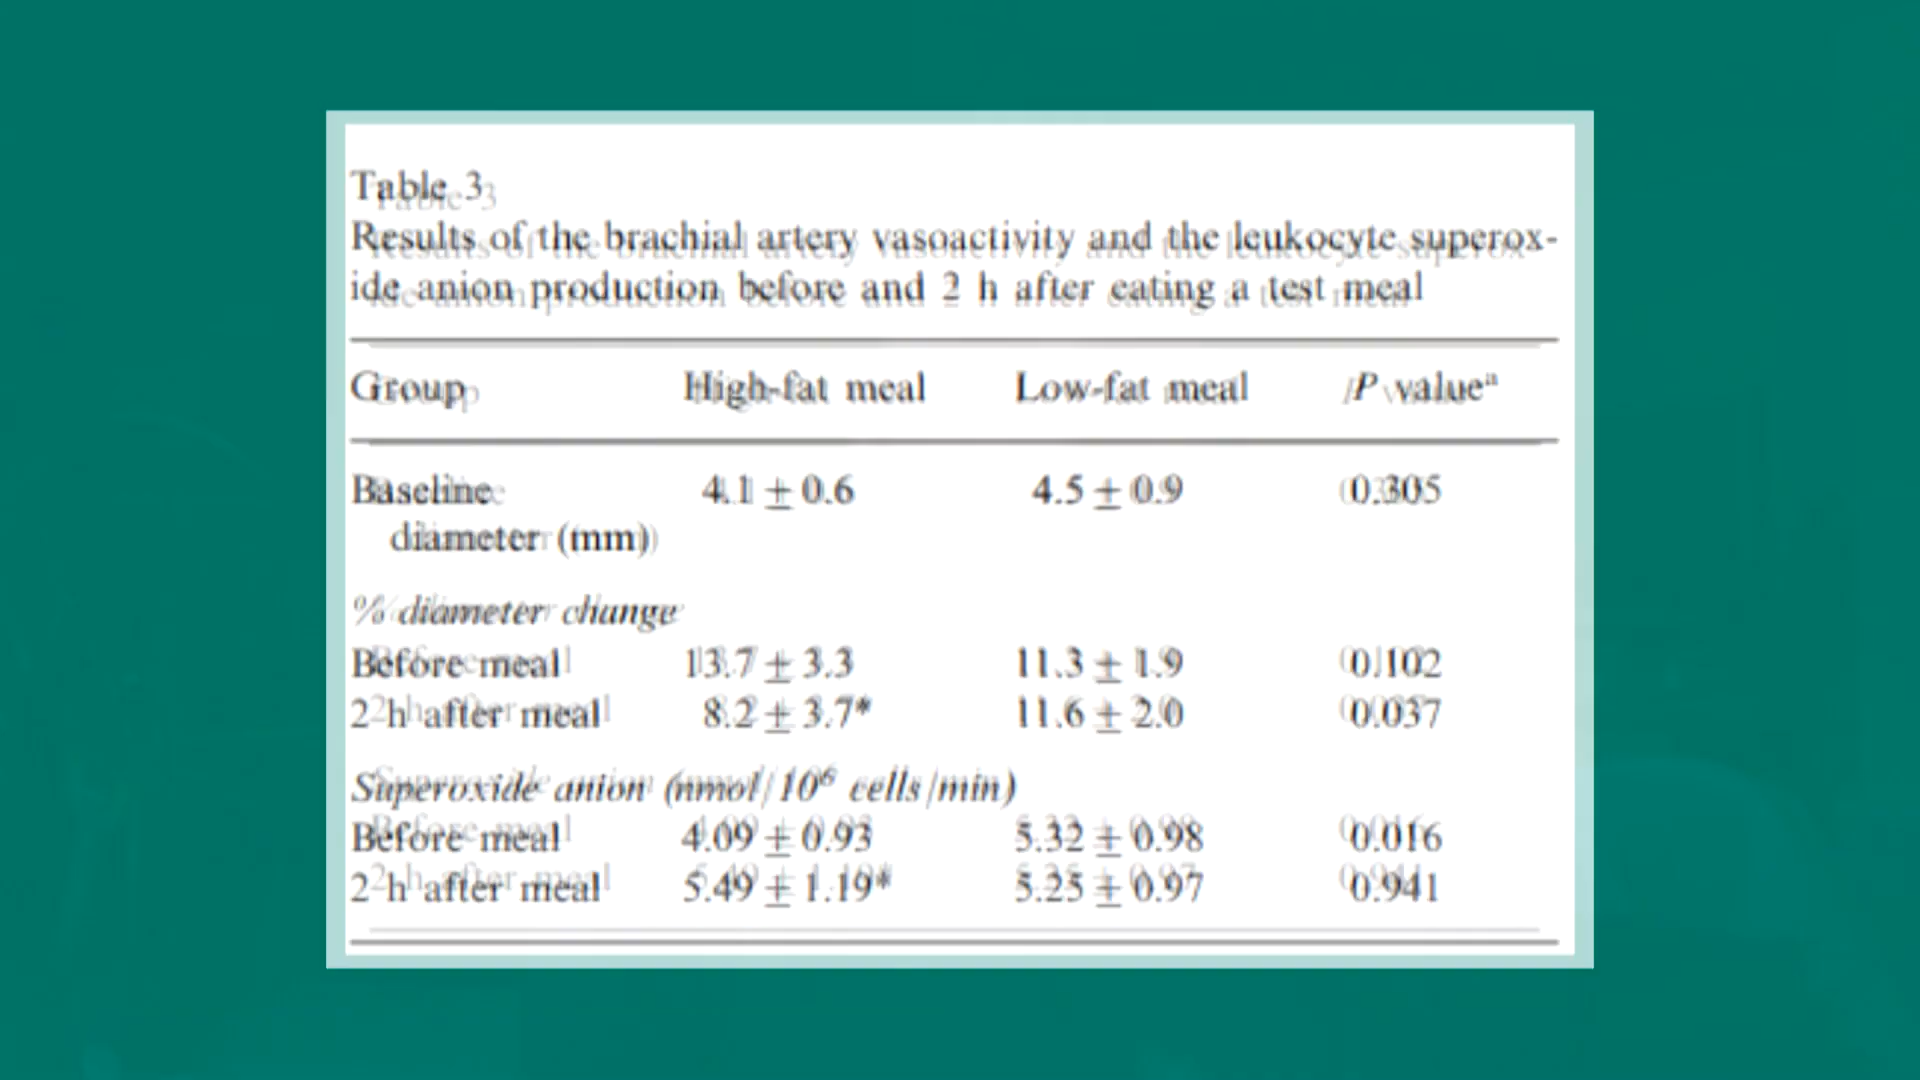 Table 3
Results of the brachial artery vasoactivity and the leukocyte superox-
ide anion production before and 2 h after eating a test meal
Group High-fat meal Low-fat meal P valueᵃ
Baseline 4.1 ± 0.6 4.5 ± 0.9 0.305
diameter (mm)
% diameter change
Before meal 13.7 ± 3.3 11.3 ± 1.9 0.102
2 h after meal 8.2 ± 3.7* 11.6 ± 2.0 0.037
Superoxide anion (nmol/10⁶ cells/min)
Before meal 4.09 ± 0.93 5.32 ± 0.98 0.016
2 h after meal 5.49 ± 1.19* 5.25 ± 0.97 0.941